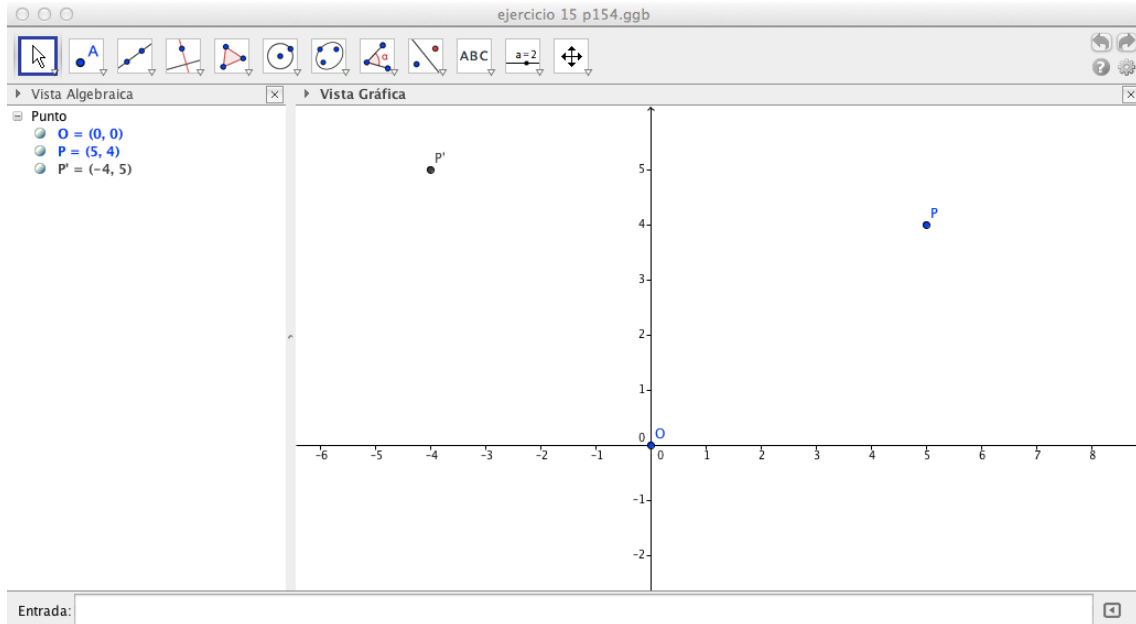 ejercicio 15 p154.ggb
A
α
ABC
a=2
Vista Algebraica
Vista Gráfica
Punto
O = (0, 0)
P = (5, 4)
P' = (-4, 5)
P'
5
P
4
3
2
1
0 O
-6 -5 -4 -3 -2 -1 0 1 2 3 4 5 6 7 8
-1
-2
Entrada: